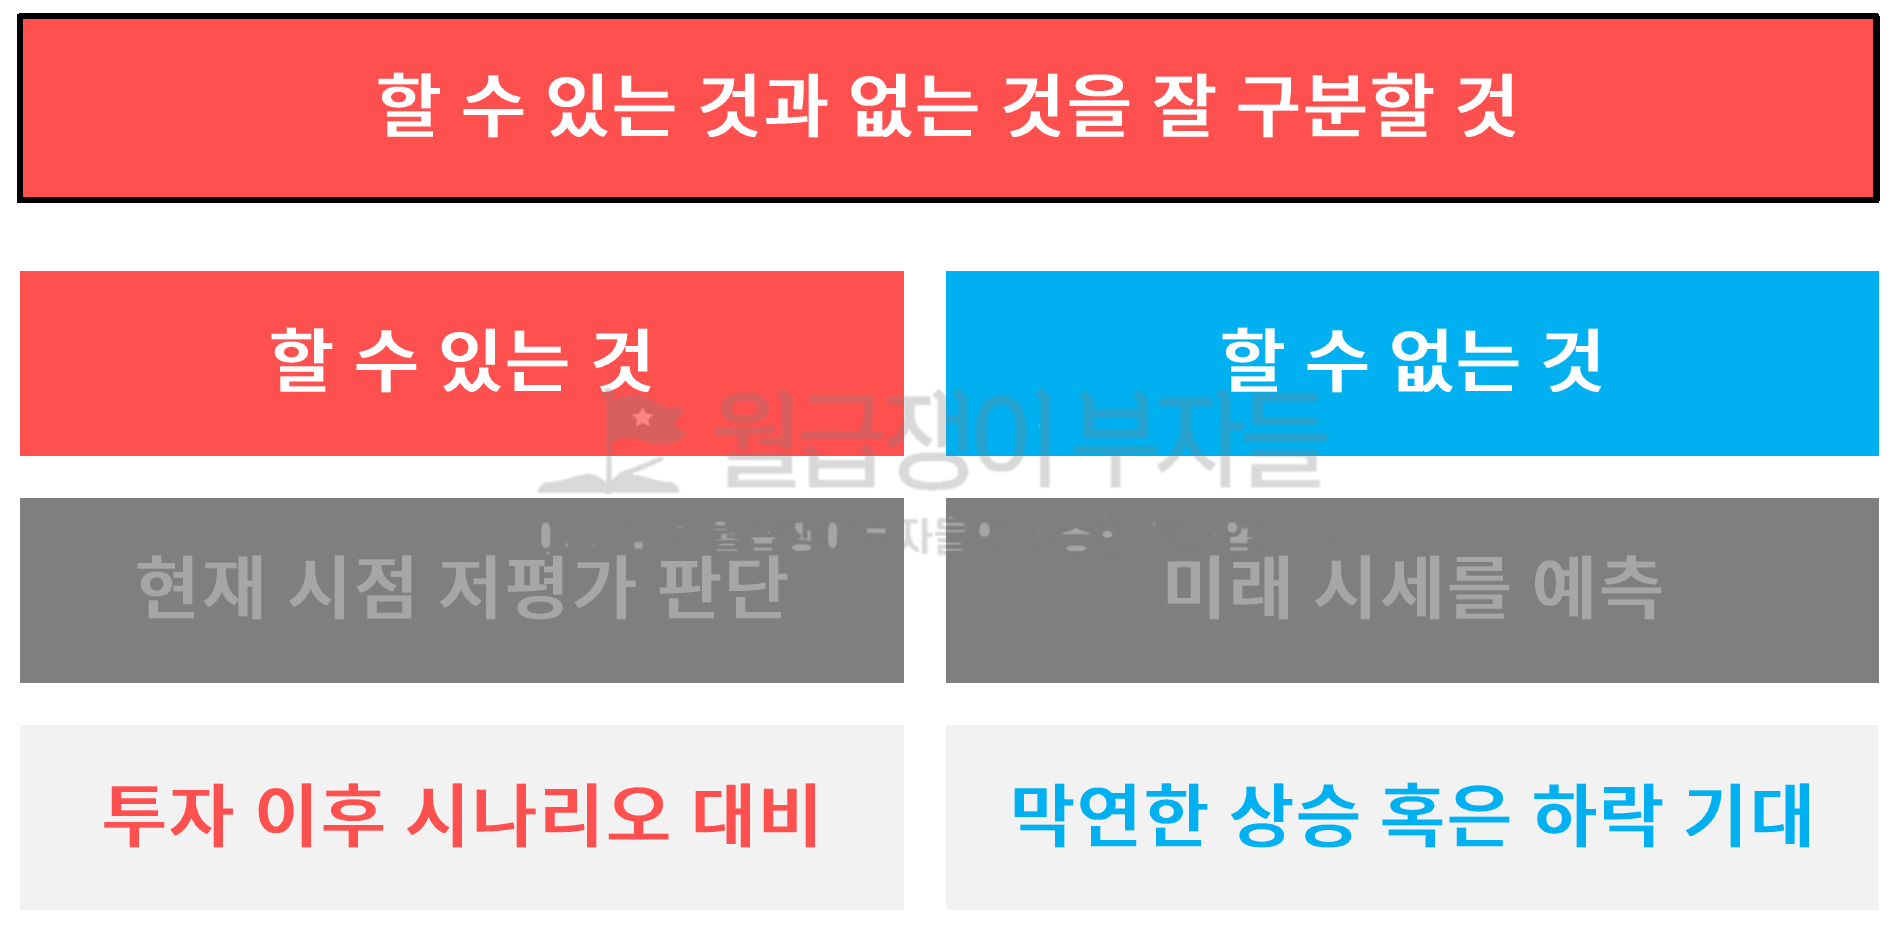 할 수 있는 것과 없는 것을 잘 구분할 것
할 수 있는 것
할 수 없는 것
월급쟁이 부자들
현재 시점 저평가 판단
미래 시세를 예측
투자 이후 시나리오 대비
막연한 상승 혹은 하락 기대